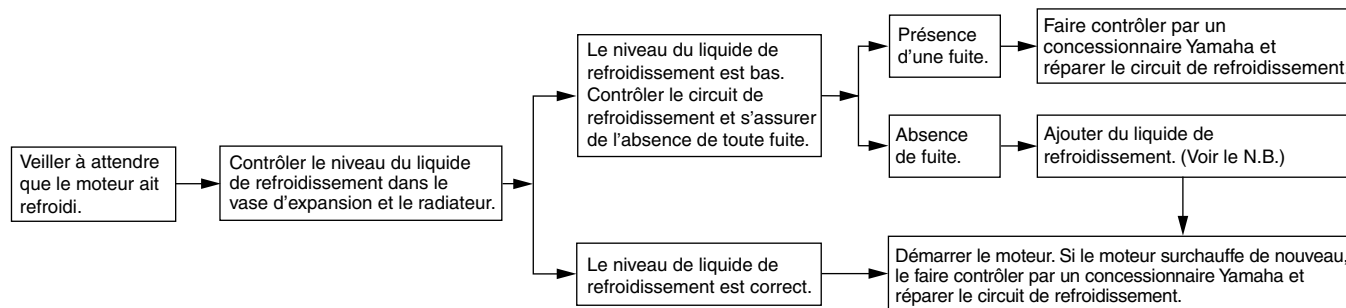 Veiller à attendre
que le moteur ait
refroidi.
Contrôler le niveau du liquide
de refroidissement dans le
vase d'expansion et le radiateur.
Le niveau du liquide de
refroidissement est bas.
Contrôler le circuit de
refroidissement et s'assurer
de l'absence de toute fuite.
Présence
d'une fuite.
Faire contrôler par un
concessionnaire Yamaha et
réparer le circuit de refroidissement.
Absence
de fuite.
Ajouter du liquide de
refroidissement. (Voir le N.B.)
Le niveau de liquide de
refroidissement est correct.
Démarrer le moteur. Si le moteur surchauffe de nouveau,
le faire contrôler par un concessionnaire Yamaha et
réparer le circuit de refroidissement.